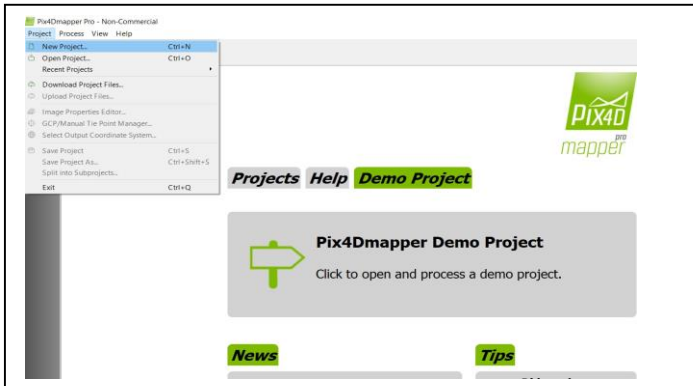 Pix4Dmapper Pro - Non-Commercial
Project Process View Help
New Project... Ctrl+N
Open Project... Ctrl+O
Recent Projects
Download Project Files...
Upload Project Files...
Image Properties Editor...
GCP/Manual Tie Point Manager...
Select Output Coordinate System...
Save Project Ctrl+S
Save Project As... Ctrl+Shift+S
Split into Subprojects...
Exit Ctrl+Q
PIX4D
pro
mapper
Projects Help Demo Project
Pix4Dmapper Demo Project
Click to open and process a demo project.
News Tips